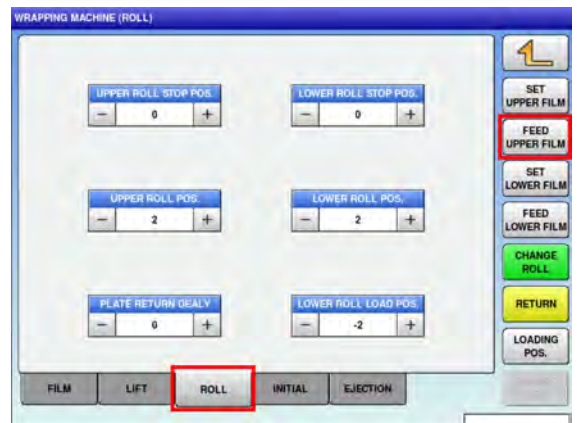 WRAPPING MACHINE (ROLL)
UPPER ROLL STOP POS.
- 0 +
LOWER ROLL STOP POS.
- 0 +
UPPER ROLL POS.
- 2 +
LOWER ROLL POS.
- 2 +
PLATE RETURN DEALY
- 0 +
LOWER ROLL LOAD POS.
- -2 +
SET
UPPER FILM
FEED
UPPER FILM
SET
LOWER FILM
FEED
LOWER FILM
CHANGE
ROLL
RETURN
LOADING
POS.
FILM
LIFT
ROLL
INITIAL
EJECTION